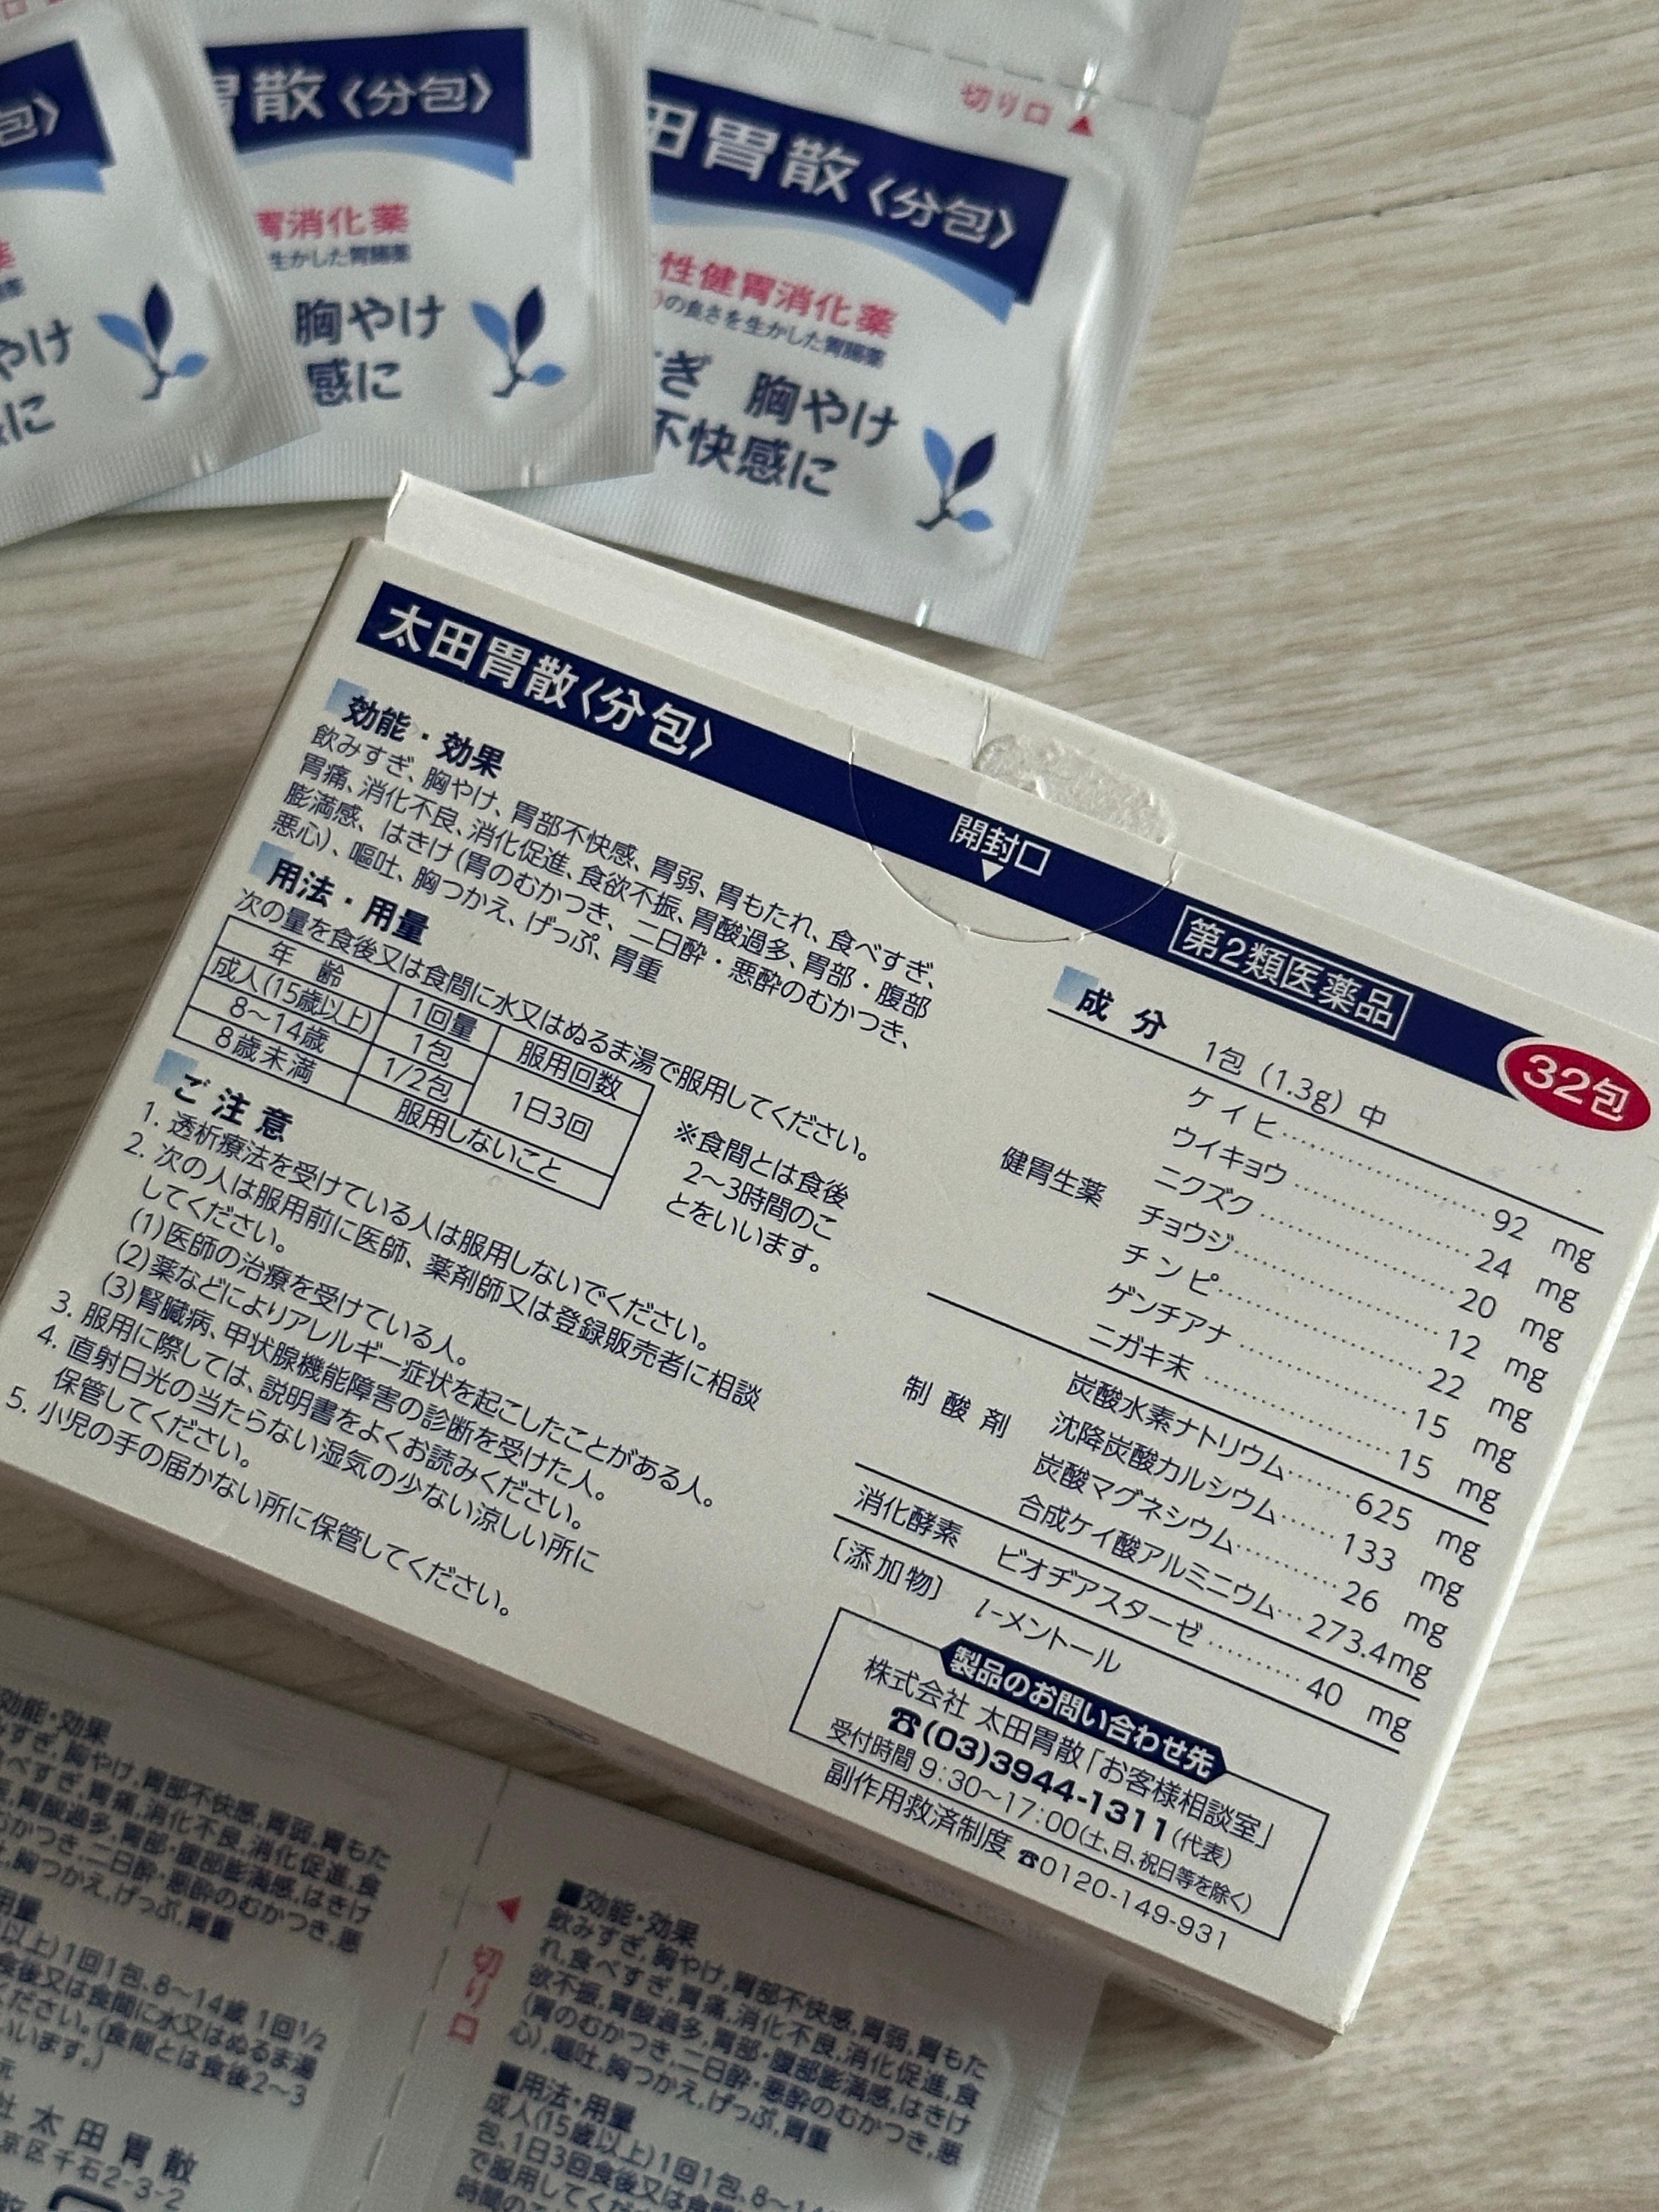 切り口
包〉
胃散〈分包〉
胃消化薬
生かした胃腸薬
胸やけ
感に
田胃散〈分包〉
性健胃消化薬
の良さを生かした胃腸薬
ぎ 胸やけ
不快感に
やけ
に
太田胃散〈分包〉
開封口
第2類医薬品
32包
効能・効果
飲みすぎ、胸やけ、胃部不快感、胃弱、胃もたれ、食べすぎ、
胃痛、消化不良、消化促進、食欲不振、胃酸過多、胃部・腹部
膨満感、はきけ(胃のむかつき、二日酔・悪酔のむかつき、
悪心)、嘔吐、胸つかえ、げっぷ、胃重
用法・用量
次の量を食後又は食間に水又はぬるま湯で服用してください。
年齢 1回量 服用回数
成人(15歳以上) 1包 1日3回
8〜14歳 1/2包
8歳未満 服用しないこと
※食間とは食後
2〜3時間のこ
とをいいます。
ご注意
1. 透析療法を受けている人は服用しないでください。
2. 次の人は服用前に医師、薬剤師又は登録販売者に相談
してください。
(1)医師の治療を受けている人。
(2)薬などによりアレルギー症状を起こしたことがある人。
(3)腎臓病、甲状腺機能障害の診断を受けた人。
3. 服用に際しては、説明書をよくお読みください。
4. 直射日光の当たらない湿気の少ない涼しい所に
保管してください。
5. 小児の手の届かない所に保管してください。
成分 1包(1.3g)中
健胃生薬
ケイヒ……………92 mg
ウイキョウ……………24 mg
ニクズク……………20 mg
チョウジ……………12 mg
チンピ……………22 mg
ゲンチアナ……………15 mg
ニガキ末……………15 mg
制酸剤
炭酸水素ナトリウム……625 mg
沈降炭酸カルシウム……133 mg
炭酸マグネシウム………26 mg
合成ケイ酸アルミニウム…273.4mg
消化酵素 ビオヂアスターゼ………40 mg
〔添加物〕 l-メントール
製品のお問い合わせ先
株式会社 太田胃散「お客様相談室」
☎(03)3944-1311(代表)
受付時間 9:30〜17:00(土、日、祝日等を除く)
副作用救済制度 ☎0120-149-931
効能・効果
みすぎ,胸やけ,胃部不快感,胃弱,胃もた
食べすぎ,胃痛,消化不良,消化促進,食
胃酸過多,胃部・腹部膨満感,はきけ
むかつき,二日酔・悪酔のむかつき,悪
胸つかえ,げっぷ,胃重
用量
以上)1回1包、8〜14歳 1回1/2
食後又は食間に水又はぬるま湯
ください。(食間とは食後2〜3
いいます。)
社 太田胃散
京区千石2-3-2
切り口
■効能・効果
飲みすぎ,胸やけ,胃部不快感,胃弱,胃もた
れ,食べすぎ,胃痛,消化不良,消化促進,食
欲不振,胃酸過多,胃部・腹部膨満感,はきけ
(胃のむかつき,二日酔・悪酔のむかつき,悪
心),嘔吐,胸つかえ,げっぷ,胃重
■用法・用量
成人(15歳以上)1回1包、8〜14
包、1日3回食後又は食
で服用してくだ
時間のこ